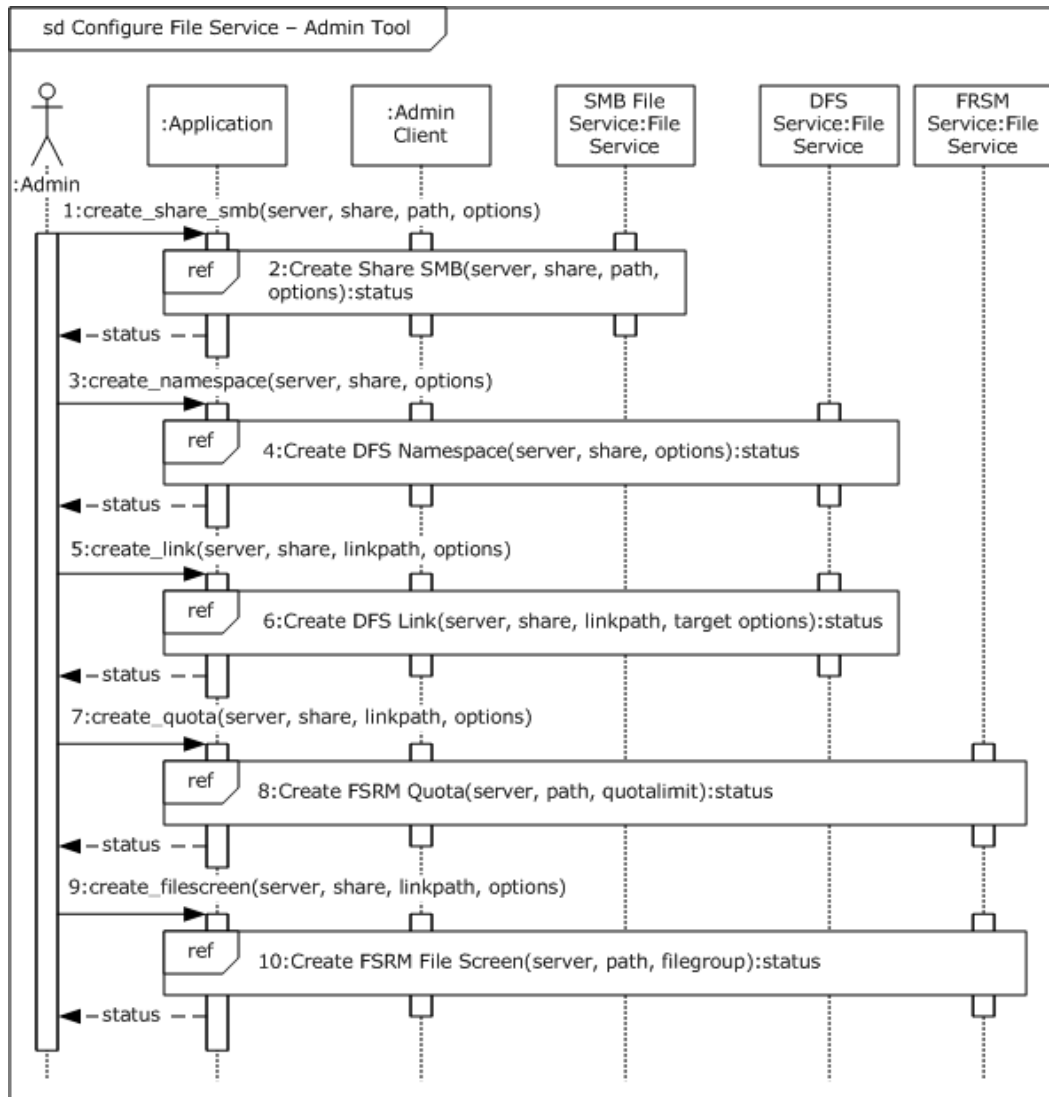 sd Configure File Service – Admin Tool
:Admin
:Application
:Admin
Client
SMB File
Service:File
Service
DFS
Service:File
Service
FRSM
Service:File
Service
1:create_share_smb(server, share, path, options)
ref
2:Create Share SMB(server, share, path,
options):status
status
3:create_namespace(server, share, options)
ref
4:Create DFS Namespace(server, share, options):status
status
5:create_link(server, share, linkpath, options)
ref
6:Create DFS Link(server, share, linkpath, target options):status
status
7:create_quota(server, share, linkpath, options)
ref
8:Create FSRM Quota(server, path, quotalimit):status
status
9:create_filescreen(server, share, linkpath, options)
ref
10:Create FSRM File Screen(server, path, filegroup):status
status